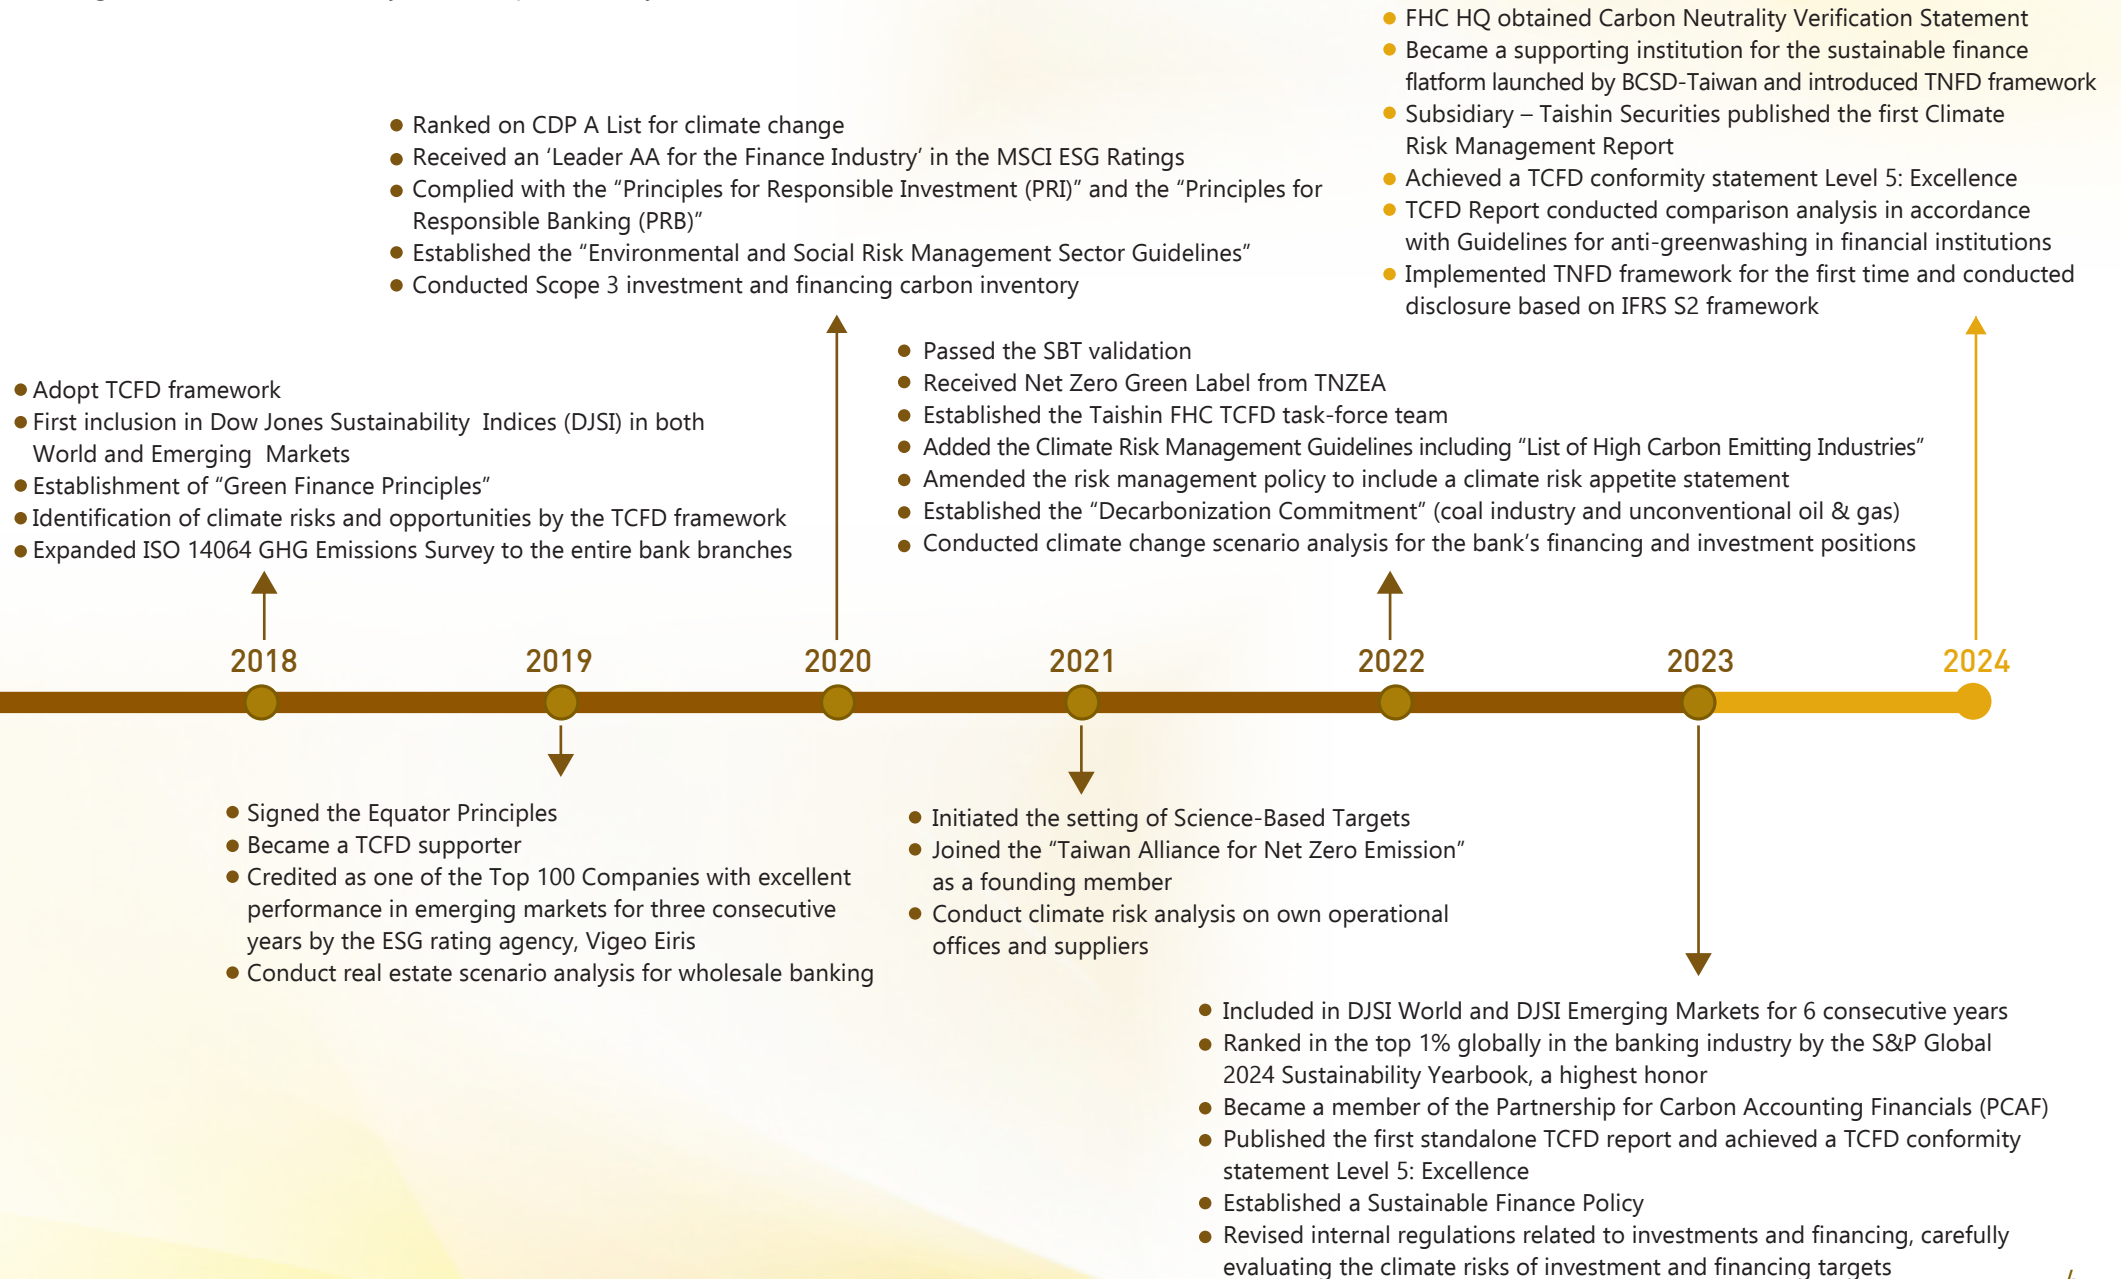 FHC HQ obtained Carbon Neutrality Verification Statement
Became a supporting institution for the sustainable finance
flatform launched by BCSD-Taiwan and introduced TNFD framework
Subsidiary – Taishin Securities published the first Climate
Risk Management Report
Achieved a TCFD conformity statement Level 5: Excellence
TCFD Report conducted comparison analysis in accordance
with Guidelines for anti-greenwashing in financial institutions
Implemented TNFD framework for the first time and conducted
disclosure based on IFRS S2 framework
Ranked on CDP A List for climate change
Received an ‘Leader AA for the Finance Industry’ in the MSCI ESG Ratings
Complied with the “Principles for Responsible Investment (PRI)” and the “Principles for
Responsible Banking (PRB)”
Established the “Environmental and Social Risk Management Sector Guidelines”
Conducted Scope 3 investment and financing carbon inventory
Passed the SBT validation
Received Net Zero Green Label from TNZEA
Established the Taishin FHC TCFD task-force team
Added the Climate Risk Management Guidelines including “List of High Carbon Emitting Industries”
Amended the risk management policy to include a climate risk appetite statement
Established the “Decarbonization Commitment” (coal industry and unconventional oil & gas)
Conducted climate change scenario analysis for the bank’s financing and investment positions
Adopt TCFD framework
First inclusion in Dow Jones Sustainability Indices (DJSI) in both
World and Emerging Markets
Establishment of “Green Finance Principles”
Identification of climate risks and opportunities by the TCFD framework
Expanded ISO 14064 GHG Emissions Survey to the entire bank branches
2018 2019 2020 2021 2022 2023 2024
Signed the Equator Principles
Became a TCFD supporter
Credited as one of the Top 100 Companies with excellent
performance in emerging markets for three consecutive
years by the ESG rating agency, Vigeo Eiris
Conduct real estate scenario analysis for wholesale banking
Initiated the setting of Science-Based Targets
Joined the “Taiwan Alliance for Net Zero Emission”
as a founding member
Conduct climate risk analysis on own operational
offices and suppliers
Included in DJSI World and DJSI Emerging Markets for 6 consecutive years
Ranked in the top 1% globally in the banking industry by the S&P Global
2024 Sustainability Yearbook, a highest honor
Became a member of the Partnership for Carbon Accounting Financials (PCAF)
Published the first standalone TCFD report and achieved a TCFD conformity
statement Level 5: Excellence
Established a Sustainable Finance Policy
Revised internal regulations related to investments and financing, carefully
evaluating the climate risks of investment and financing targets